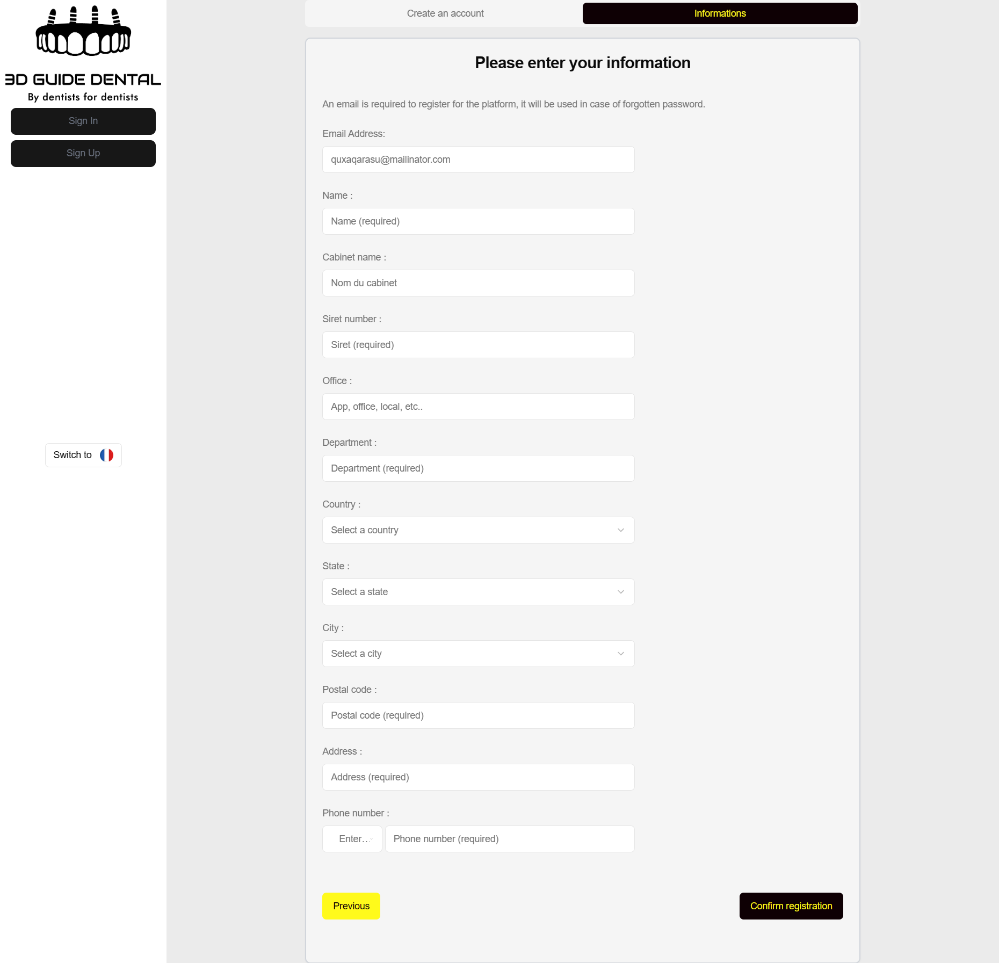 3D GUIDE DENTAL
By dentists for dentists
Sign In
Sign Up
Switch to
Create an account
Informations
Please enter your information
An email is required to register for the platform, it will be used in case of forgotten password.
Email Address:
quxaqarasu@mailinator.com
Name :
Name (required)
Cabinet name :
Nom du cabinet
Siret number :
Siret (required)
Office :
App, office, local, etc..
Department :
Department (required)
Country :
Select a country
State :
Select a state
City :
Select a city
Postal code :
Postal code (required)
Address :
Address (required)
Phone number :
Enter…
Phone number (required)
Previous
Confirm registration